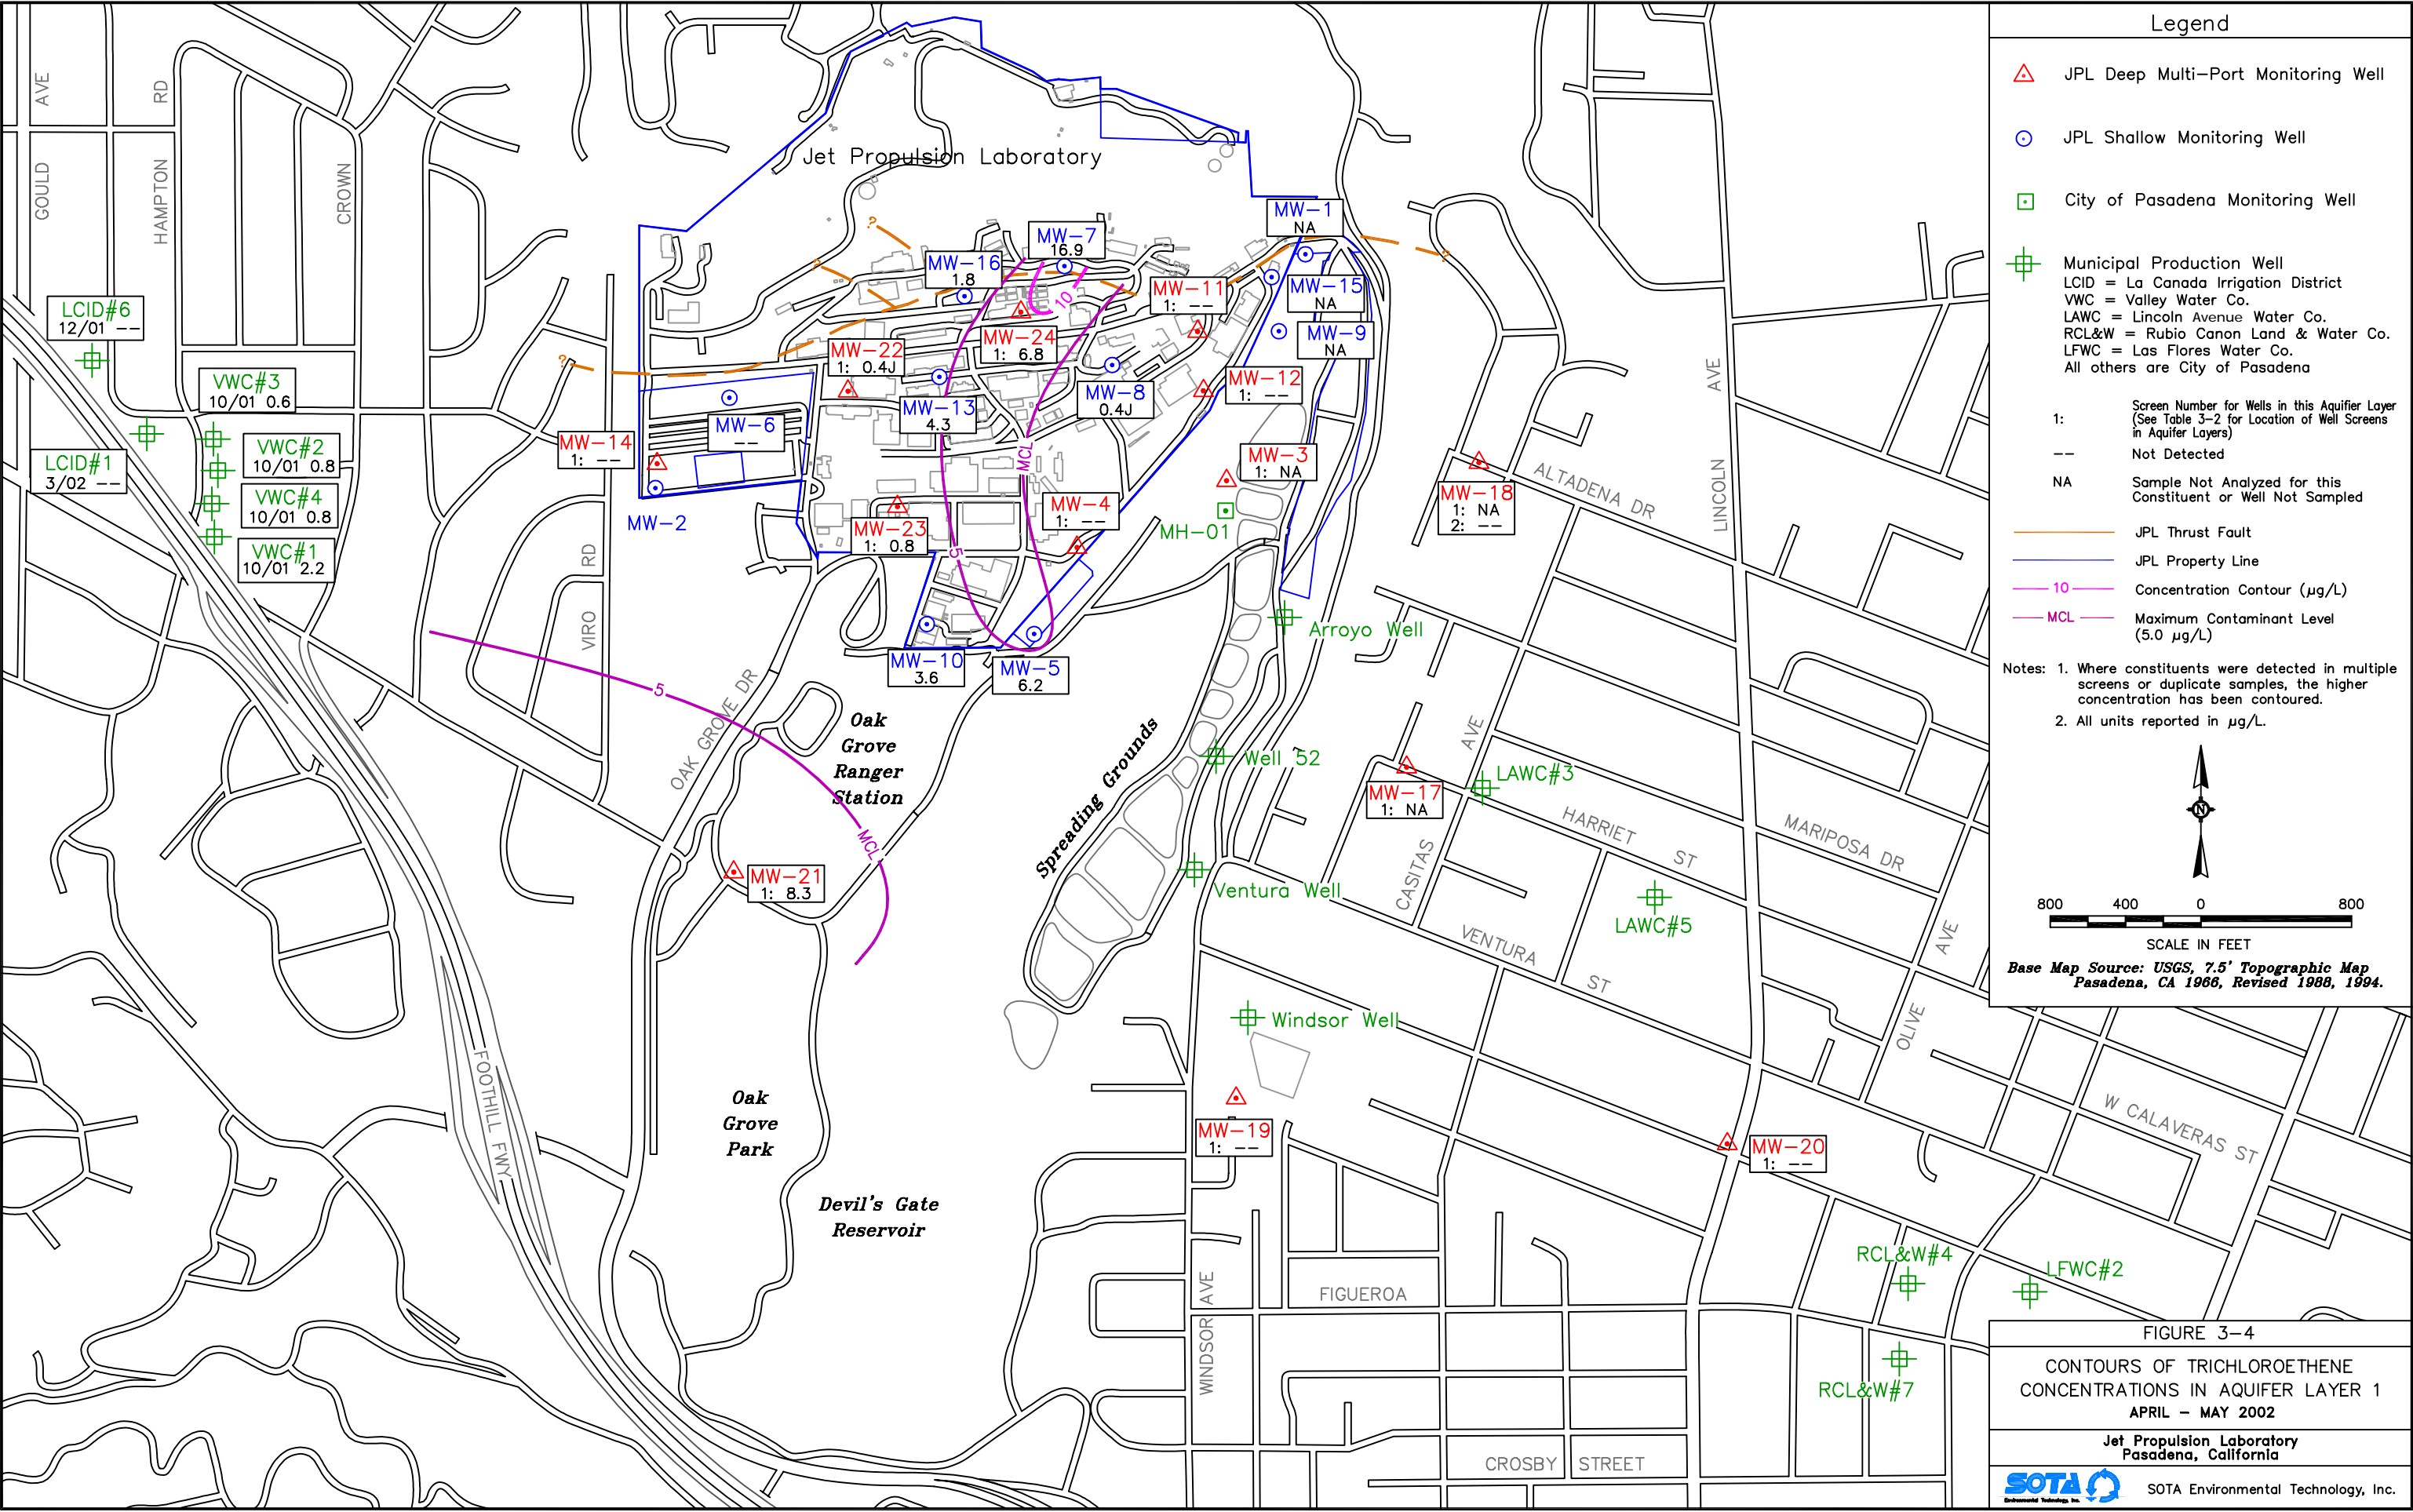 Legend
JPL Deep Multi-Port Monitoring Well
JPL Shallow Monitoring Well
City of Pasadena Monitoring Well
Municipal Production Well
LCID = La Canada Irrigation District
VWC = Valley Water Co.
LAWC = Lincoln Avenue Water Co.
RCL&W = Rubio Canon Land & Water Co.
LFWC = Las Flores Water Co.
All others are City of Pasadena
1:
Screen Number for Wells in this Aquifer Layer
(See Table 3-2 for Location of Well Screens
in Aquifer Layers)
-- Not Detected
NA Sample Not Analyzed for this
Constituent or Well Not Sampled
JPL Thrust Fault
JPL Property Line
10 Concentration Contour (µg/L)
MCL Maximum Contaminant Level
(5.0 µg/L)
Notes: 1. Where constituents were detected in multiple
screens or duplicate samples, the higher
concentration has been contoured.
2. All units reported in µg/L.
N
800 400 0 800
SCALE IN FEET
Base Map Source: USGS, 7.5' Topographic Map
Pasadena, CA 1966, Revised 1988, 1994.
FIGURE 3-4
CONTOURS OF TRICHLOROETHENE
CONCENTRATIONS IN AQUIFER LAYER 1
APRIL - MAY 2002
Jet Propulsion Laboratory
Pasadena, California
SOTA
Environmental Technology, Inc.
SOTA Environmental Technology, Inc.
GOULD AVE
HAMPTON RD
CROWN
Jet Propulsion Laboratory
?
?
?
?
MW-1
NA
MW-7
16.9
MW-16
1.8
10
MW-11
1: --
MW-15
NA
MW-9
NA
MW-24
1: 6.8
MW-22
1: 0.4J
MW-12
1: --
MW-8
0.4J
MW-13
4.3
MW-6
--
MW-14
1: --
MW-2
MCL
MW-3
1: NA
MW-4
1: --
MH-01
MW-23
1: 0.8
5
MW-18
1: NA
2: --
LCID#6
12/01 --
VWC#3
10/01 0.6
VWC#2
10/01 0.8
LCID#1
3/02 --
VWC#4
10/01 0.8
VWC#1
10/01 2.2
VIRO RD
ALTADENA DR
LINCOLN AVE
Arroyo Well
MW-10
3.6
MW-5
6.2
5
OAK GROVE DR
Oak
Grove
Ranger
Station
MCL
Spreading Grounds
Well 52
MW-17
1: NA
LAWC#3
CASITAS AVE
HARRIET ST
MARIPOSA DR
MW-21
1: 8.3
Ventura Well
LAWC#5
VENTURA ST
OLIVE AVE
Windsor Well
FOOTHILL FWY
Oak
Grove
Park
MW-19
1: --
MW-20
1: --
W CALAVERAS ST
Devil's Gate
Reservoir
RCL&W#4
LFWC#2
FIGUEROA
WINDSOR AVE
RCL&W#7
CROSBY STREET